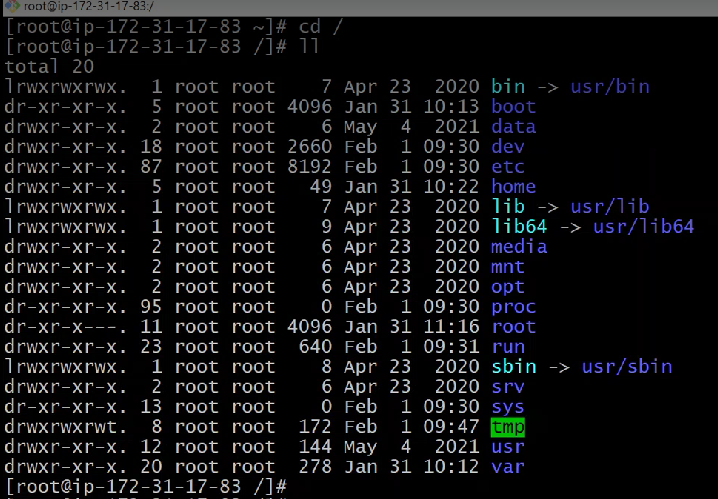 root@ip-172-31-17-83:/
[root@ip-172-31-17-83 ~]# cd /
[root@ip-172-31-17-83 /]# ll
total 20
lrwxrwxrwx.  1 root root    7 Apr 23  2020 bin -> usr/bin
dr-xr-xr-x.  5 root root 4096 Jan 31 10:13 boot
drwxr-xr-x.  2 root root    6 May  4  2021 data
drwxr-xr-x. 18 root root 2660 Feb  1 09:30 dev
drwxr-xr-x. 87 root root 8192 Feb  1 09:30 etc
drwxr-xr-x.  5 root root   49 Jan 31 10:22 home
lrwxrwxrwx.  1 root root    7 Apr 23  2020 lib -> usr/lib
lrwxrwxrwx.  1 root root    9 Apr 23  2020 lib64 -> usr/lib64
drwxr-xr-x.  2 root root    6 Apr 23  2020 media
drwxr-xr-x.  2 root root    6 Apr 23  2020 mnt
drwxr-xr-x.  2 root root    6 Apr 23  2020 opt
dr-xr-xr-x. 95 root root    0 Feb  1 09:30 proc
dr-xr-x---. 11 root root 4096 Jan 31 11:16 root
drwxr-xr-x. 23 root root  640 Feb  1 09:31 run
lrwxrwxrwx.  1 root root    8 Apr 23  2020 sbin -> usr/sbin
drwxr-xr-x.  2 root root    6 Apr 23  2020 srv
dr-xr-xr-x. 13 root root    0 Feb  1 09:30 sys
drwxrwxrwt.  8 root root  172 Feb  1 09:47 tmp
drwxr-xr-x. 12 root root  144 May  4  2021 usr
drwxr-xr-x. 20 root root  278 Jan 31 10:12 var
[root@ip-172-31-17-83 /]#